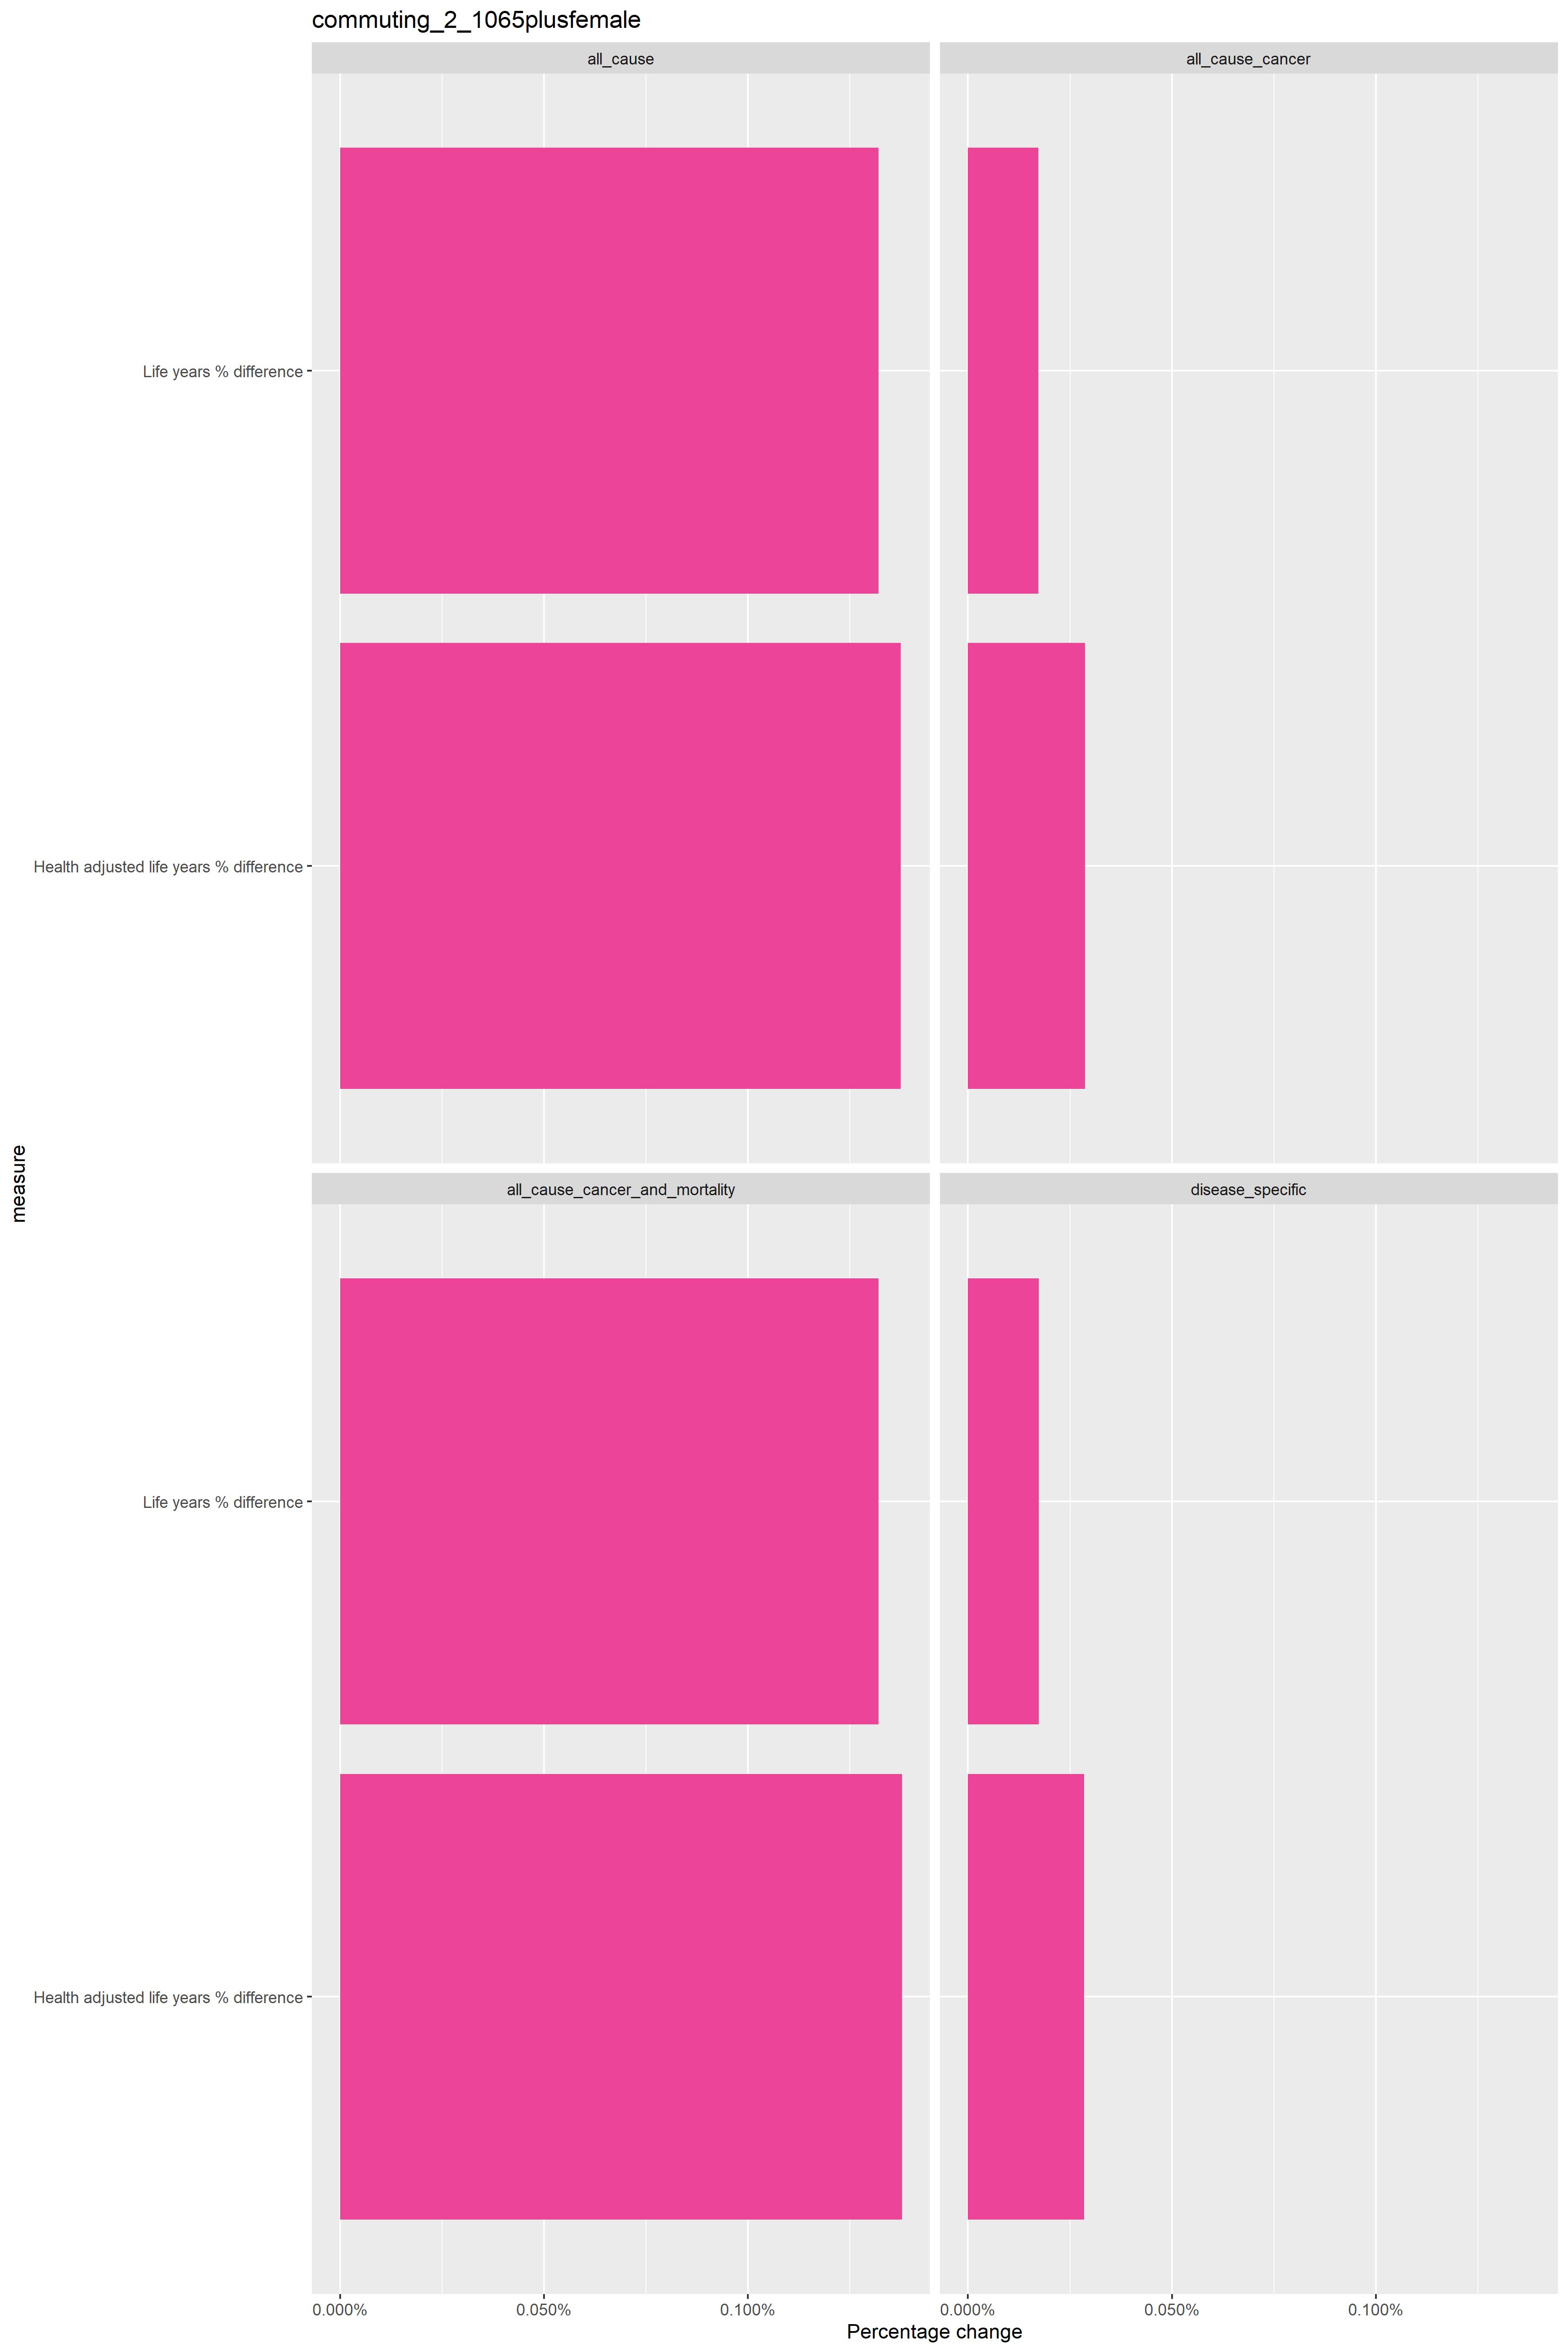 commuting_2_1065plusfemale
all_cause
all_cause_cancer
Life years % difference
Health adjusted life years % difference
measure
all_cause_cancer_and_mortality
disease_specific
Life years % difference
Health adjusted life years % difference
0.000%
0.050%
0.100%
0.000%
0.050%
0.100%
Percentage change